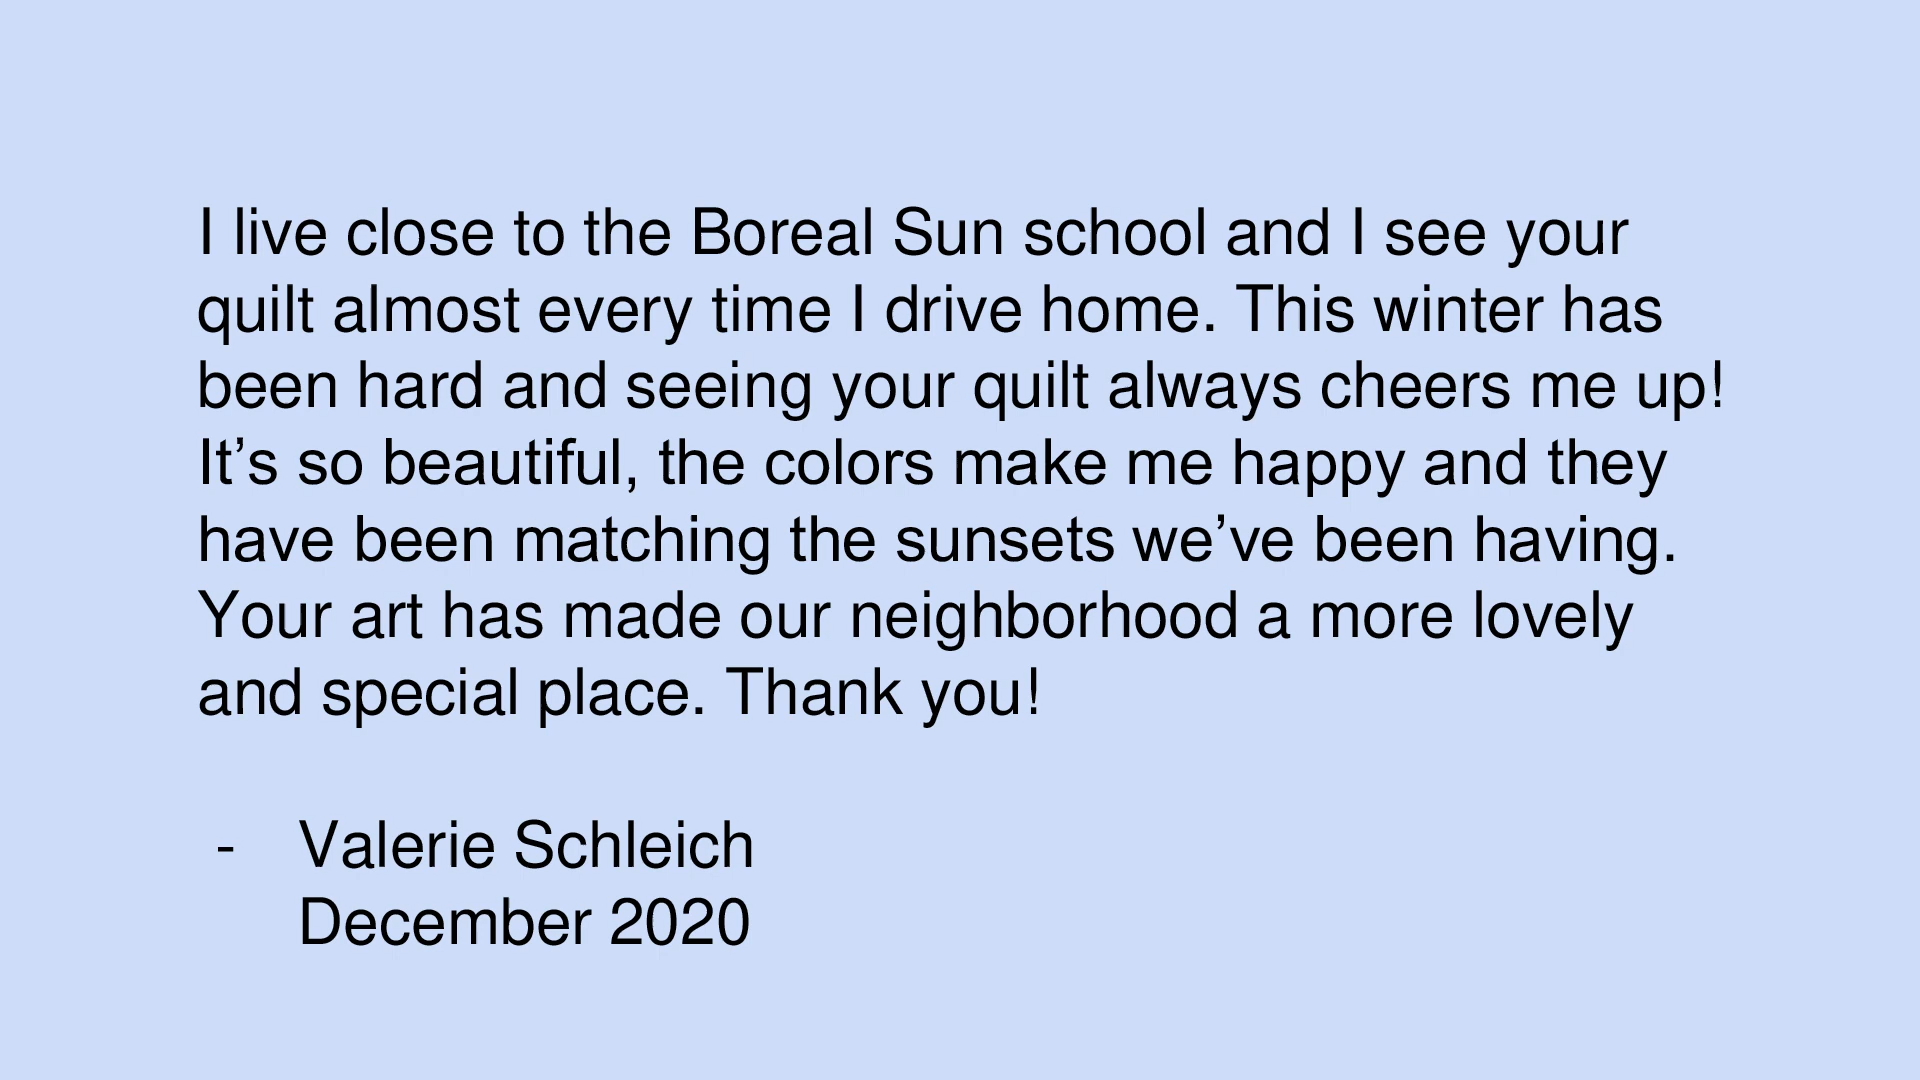 I live close to the Boreal Sun school and I see your
quilt almost every time I drive home. This winter has
been hard and seeing your quilt always cheers me up!
It’s so beautiful, the colors make me happy and they
have been matching the sunsets we’ve been having.
Your art has made our neighborhood a more lovely
and special place. Thank you!
- Valerie Schleich
December 2020